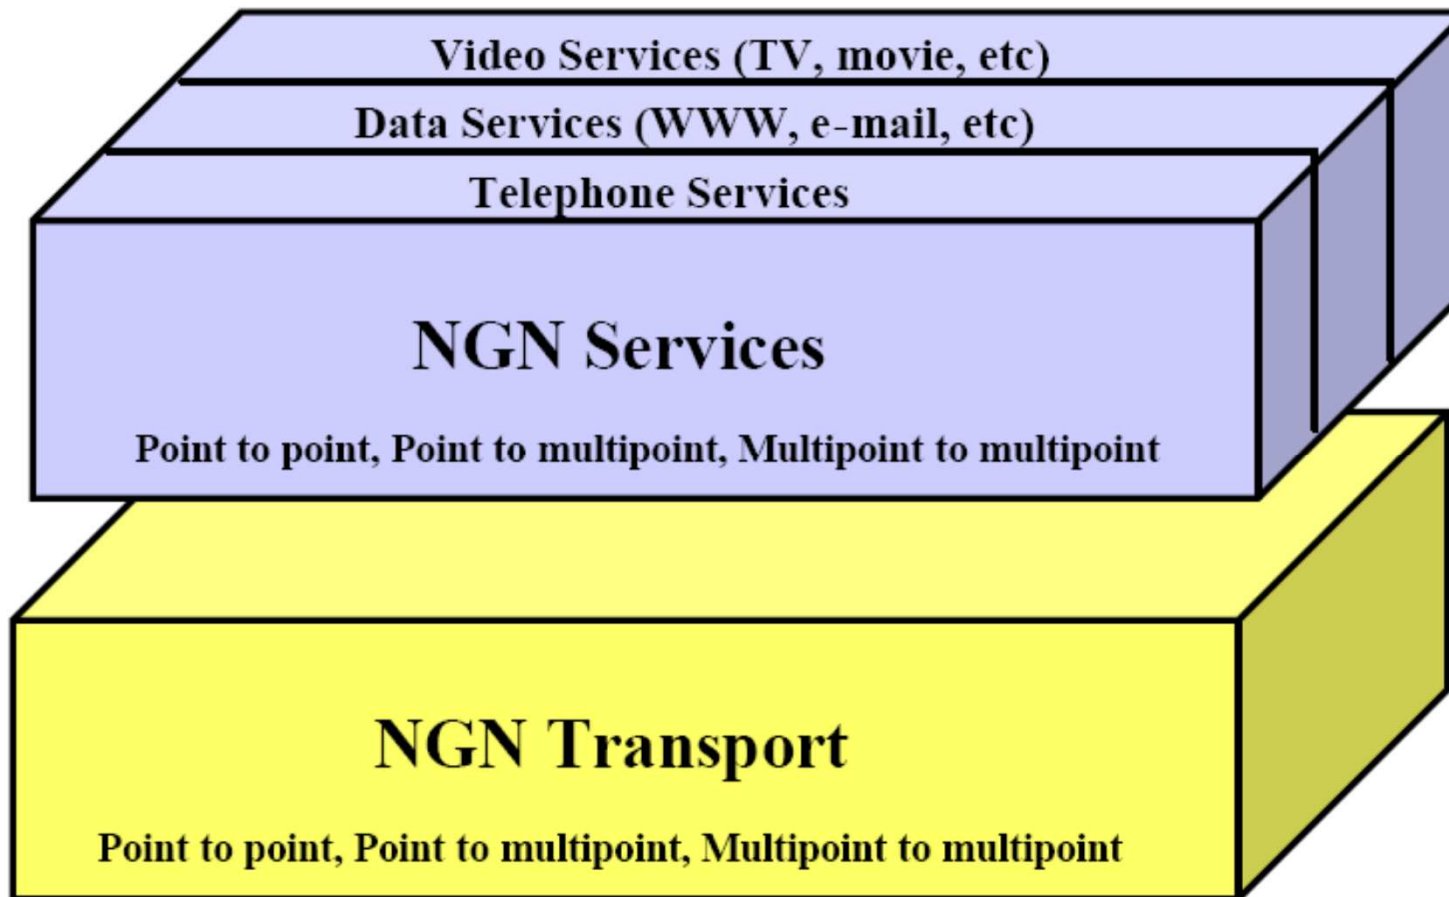 Video Services (TV, movie, etc)
Data Services (WWW, e-mail, etc)
Telephone Services
NGN Services
Point to point, Point to multipoint, Multipoint to multipoint
NGN Transport
Point to point, Point to multipoint, Multipoint to multipoint